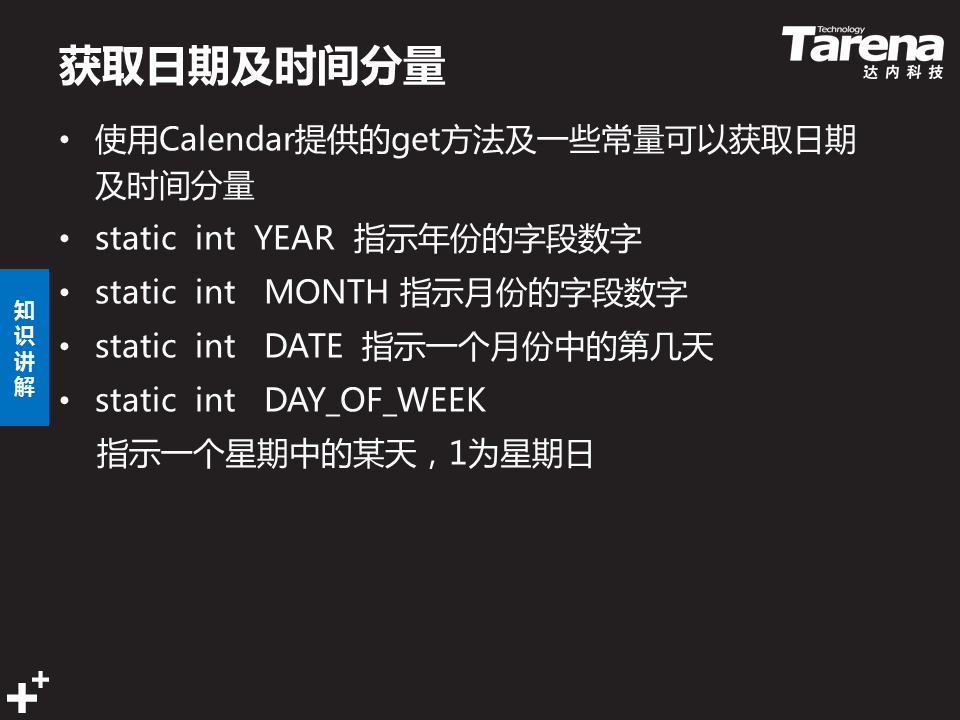 获取日期及时间分量
Technology
Tarena
达内科技
• 使用Calendar提供的get方法及一些常量可以获取日期
及时间分量
• static int YEAR 指示年份的字段数字
• static int MONTH 指示月份的字段数字
• static int DATE 指示一个月份中的第几天
• static int DAY_OF_WEEK
指示一个星期中的某天，1为星期日
知
识
讲
解